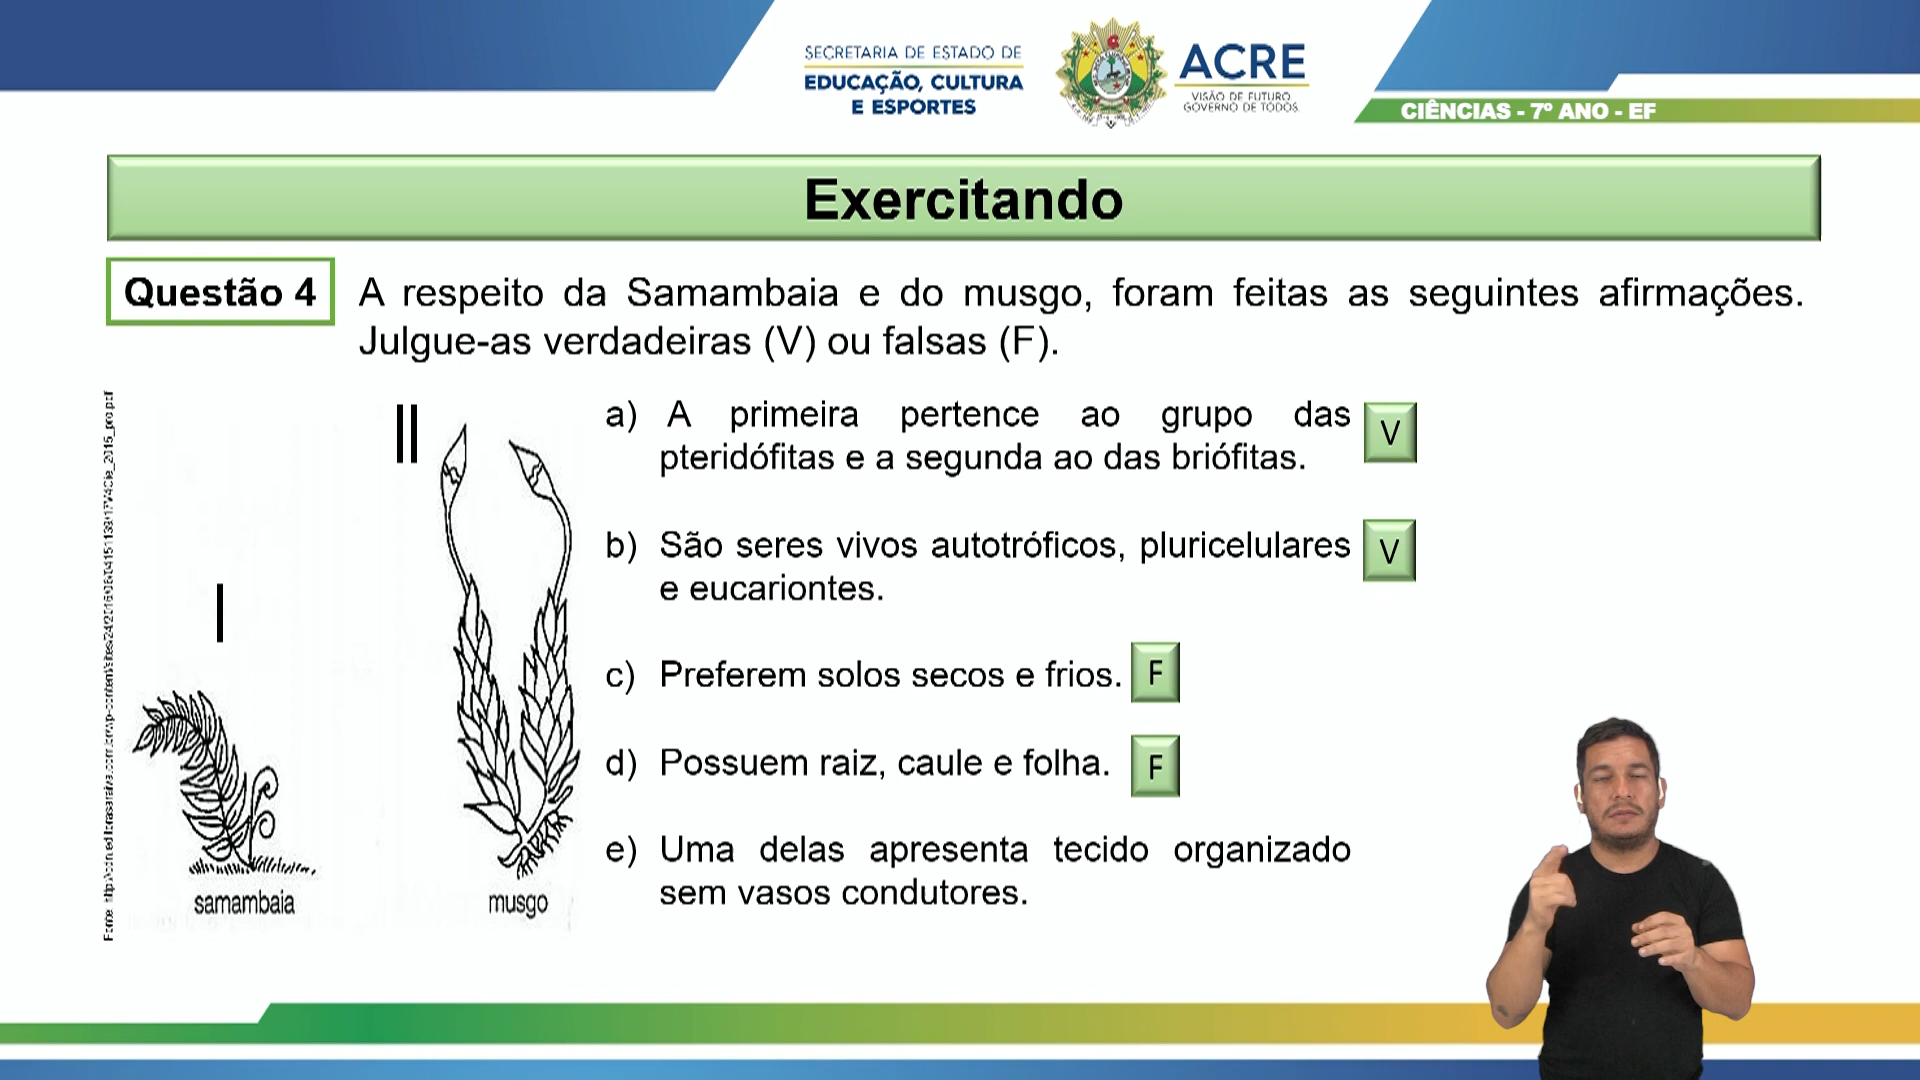 SECRETARIA DE ESTADO DE
EDUCAÇÃO, CULTURA
E ESPORTES
ACRE
VISÃO DE FUTURO
GOVERNO DE TODOS
CIÊNCIAS - 7º ANO - EF
Exercitando
Questão 4
A respeito da Samambaia e do musgo, foram feitas as seguintes afirmações.
Julgue-as verdadeiras (V) ou falsas (F).
a) A primeira pertence ao grupo das
pteridófitas e a segunda ao das briófitas.
V
b) São seres vivos autotróficos, pluricelulares
e eucariontes.
V
c) Preferem solos secos e frios.
F
d) Possuem raiz, caule e folha.
F
e) Uma delas apresenta tecido organizado
sem vasos condutores.
I
II
samambaia
musgo
Fonte: